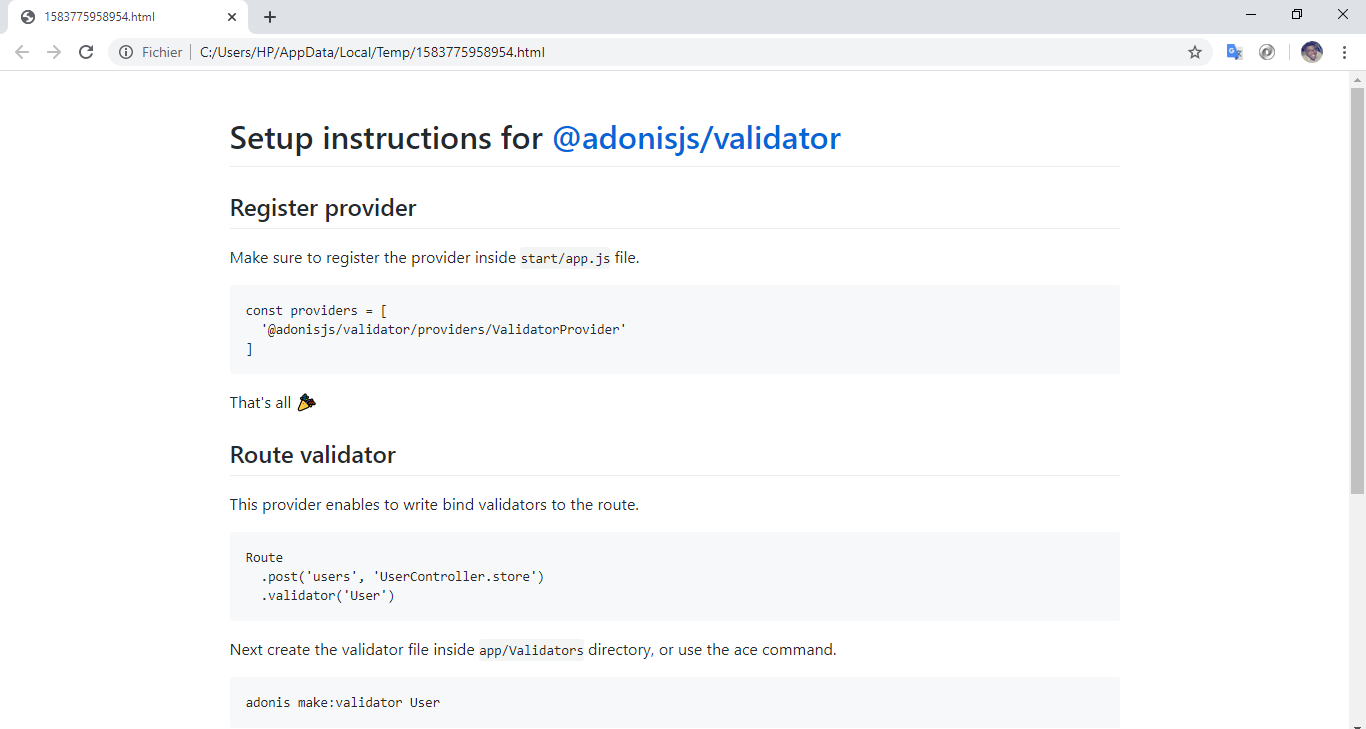 1583775958954.html
Fichier C:/Users/HP/AppData/Local/Temp/1583775958954.html
Setup instructions for @adonisjs/validator
Register provider
Make sure to register the provider inside start/app.js file.
const providers = [
'@adonisjs/validator/providers/ValidatorProvider'
]
That's all
Route validator
This provider enables to write bind validators to the route.
Route
.post('users', 'UserController.store')
.validator('User')
Next create the validator file inside app/Validators directory, or use the ace command.
adonis make:validator User